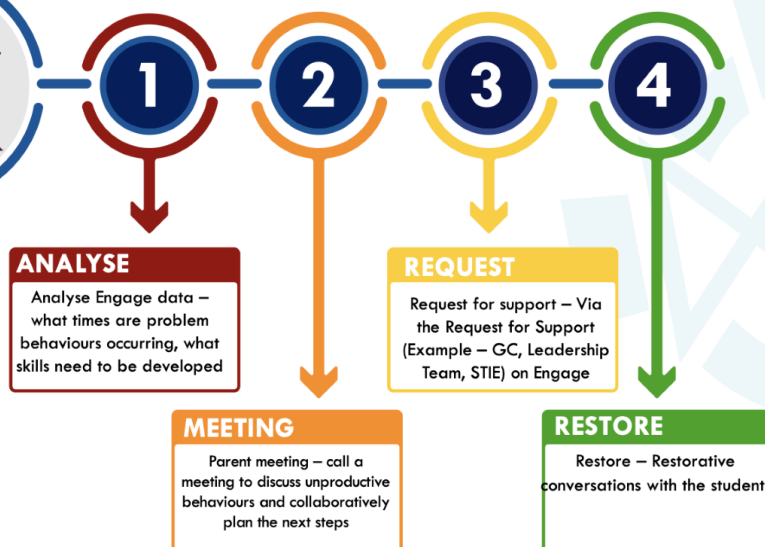 1
2
3
4
ANALYSE
Analyse Engage data –
what times are problem
behaviours occurring, what
skills need to be developed
MEETING
Parent meeting – call a
meeting to discuss unproductive
behaviours and collaboratively
plan the next steps
REQUEST
Request for support – Via
the Request for Support
(Example – GC, Leadership
Team, STIE) on Engage
RESTORE
Restore – Restorative
conversations with the student